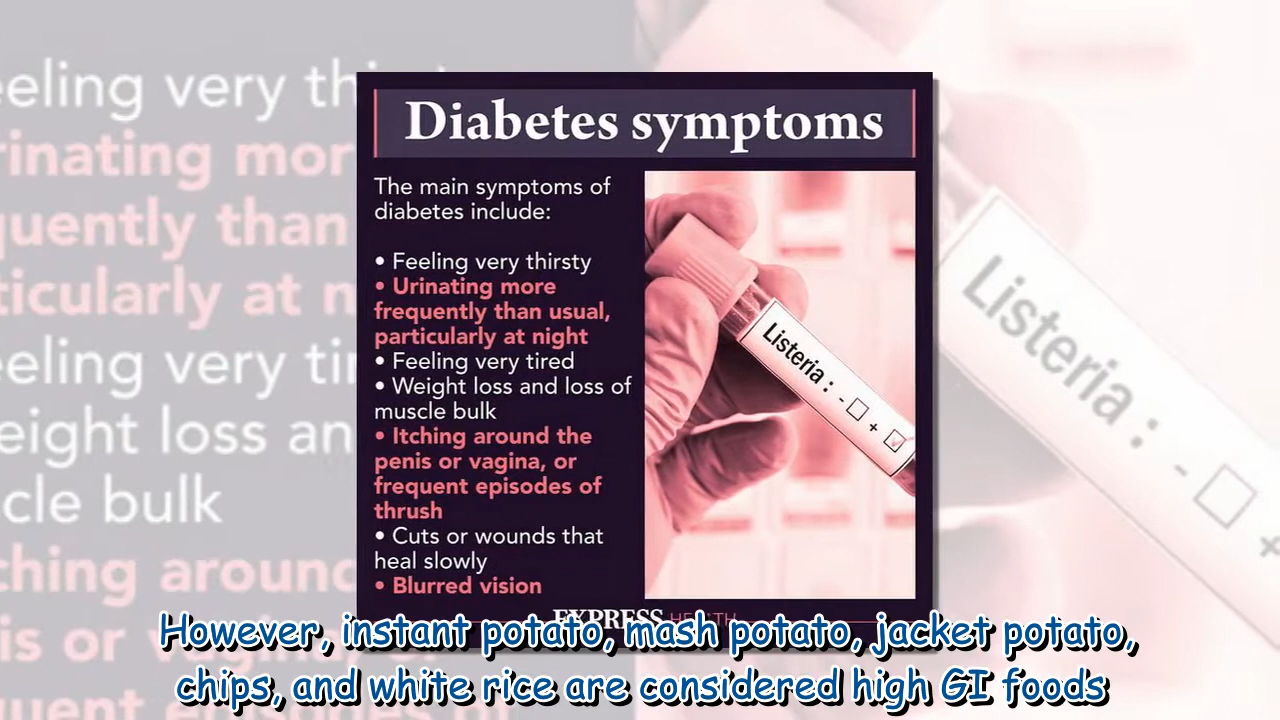 Diabetes symptoms
The main symptoms of
diabetes include:
• Feeling very thirsty
• Urinating more
frequently than usual,
particularly at night
• Feeling very tired
• Weight loss and loss of
muscle bulk
• Itching around the
penis or vagina, or
frequent episodes of
thrush
• Cuts or wounds that
heal slowly
• Blurred vision
Listeria : - □ + ☑
EXPRESS HEALTH
However, instant potato, mash potato, jacket potato,
chips, and white rice are considered high GI foods